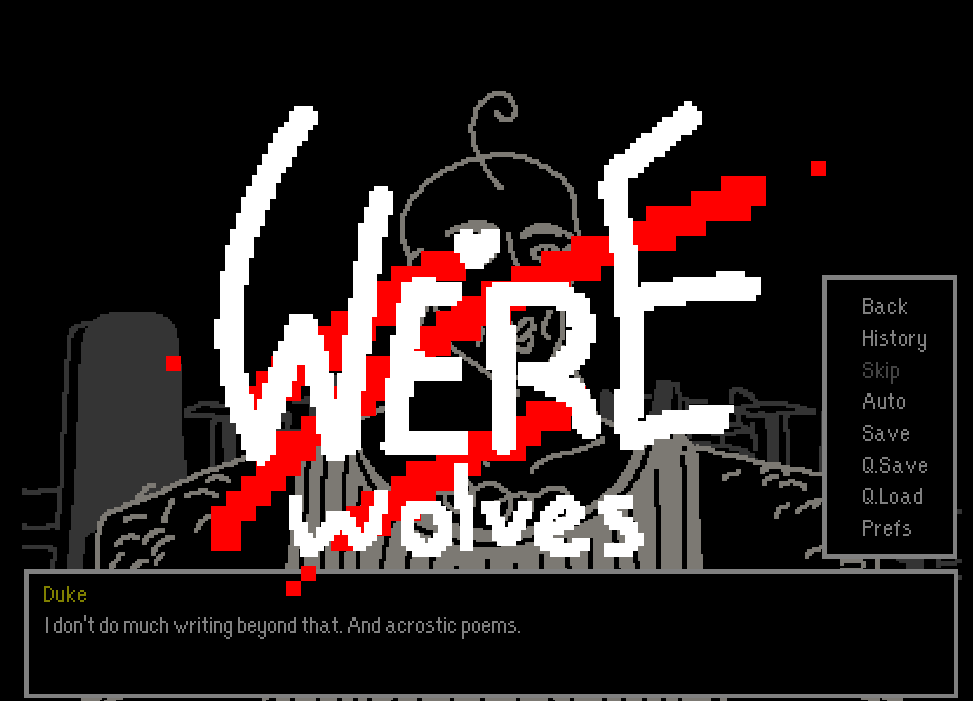 WERE
wolves
Back
History
Skip
Auto
Save
Q.Save
Q.Load
Prefs
Duke
I don't do much writing beyond that. And acrostic poems.